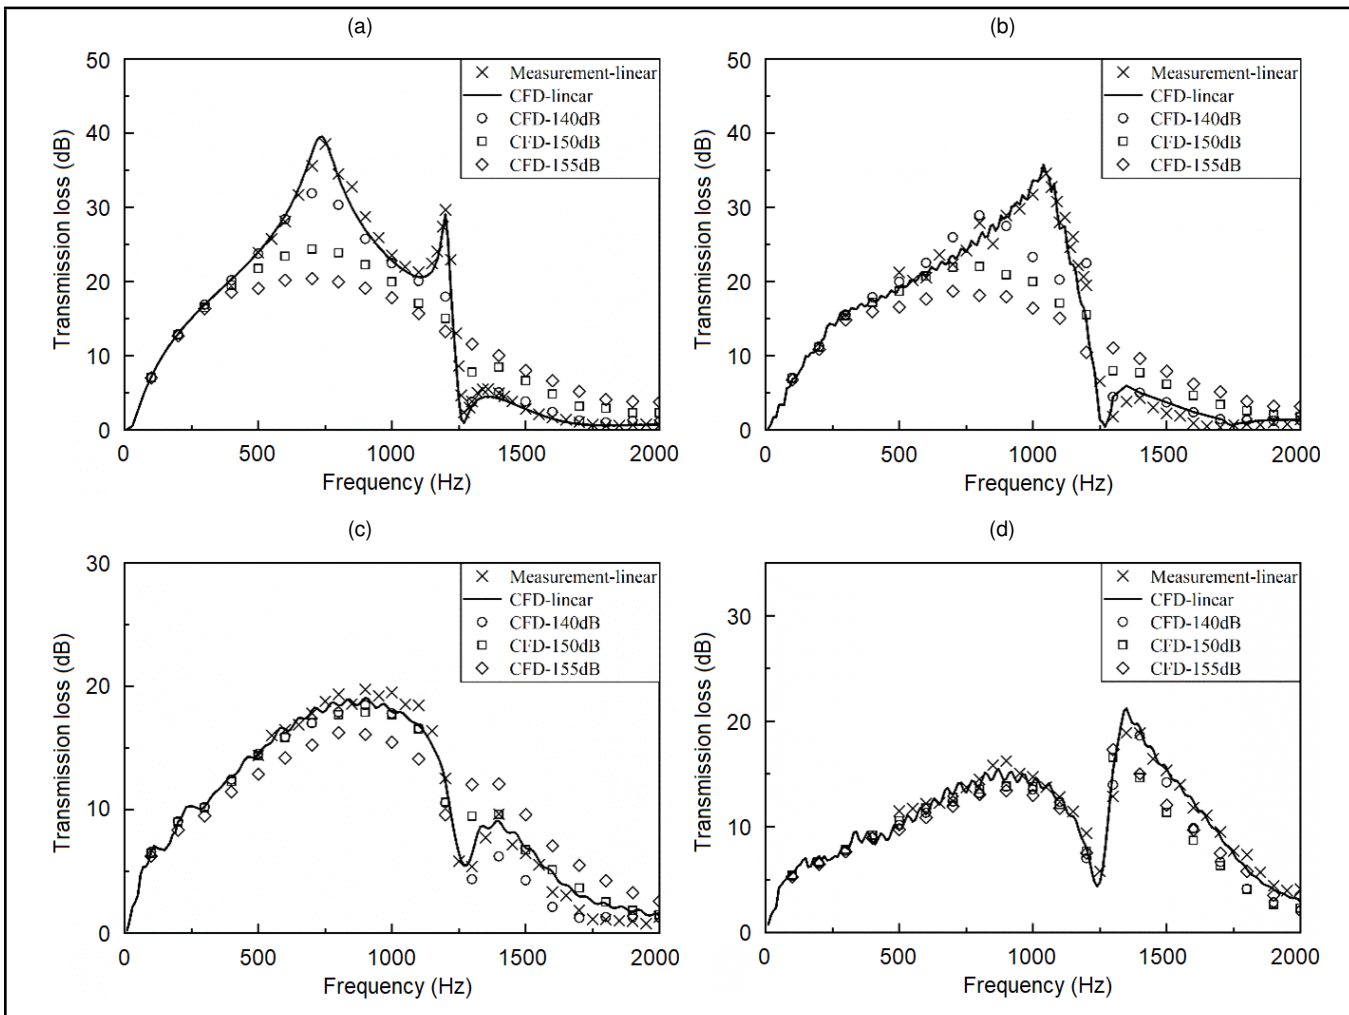 (a)
50
40
30
20
10
0
Transmission loss (dB)
Measurement-linear
CFD-lincar
CFD-140dB
CFD-150dB
CFD-155dB
0 500 1000 1500 2000
Frequency (Hz)
(b)
50
40
30
20
10
0
Transmission loss (dB)
Measurement-linear
CFD-lincar
CFD-140dB
CFD-150dB
CFD-155dB
0 500 1000 1500 2000
Frequency (Hz)
(c)
30
20
10
0
Transmission loss (dB)
Measurement-linear
CFD-lincar
CFD-140dB
CFD-150dB
CFD-155dB
0 500 1000 1500 2000
Frequency (Hz)
(d)
30
20
10
0
Transmission loss (dB)
Measurement-linear
CFD-lincar
CFD-140dB
CFD-150dB
CFD-155dB
0 500 1000 1500 2000
Frequency (Hz)